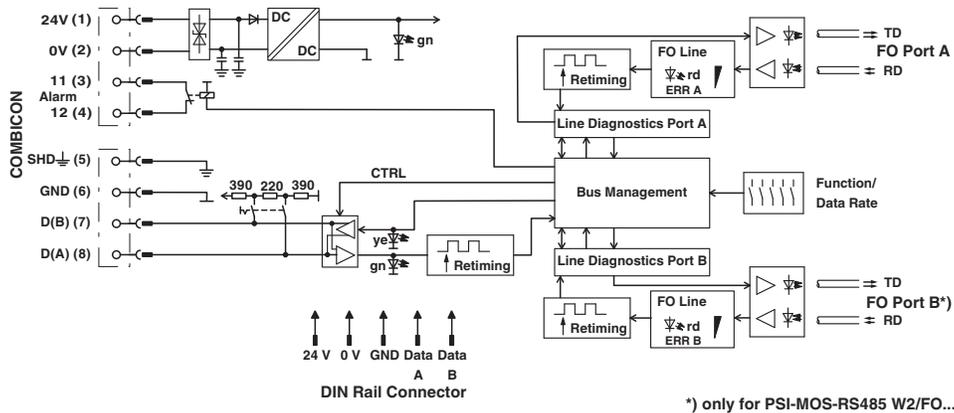 COMBICON
24V (1)
0V (2)
11 (3)
Alarm
12 (4)
SHD (5)
GND (6)
D(B) (7)
D(A) (8)
DC
DC
gn
390 220 390
CTRL
ye
gn
Retiming
Retiming
FO Line
rd
ERR A
TD
FO Port A
RD
Line Diagnostics Port A
Bus Management
Function/
Data Rate
Line Diagnostics Port B
Retiming
FO Line
rd
ERR B
TD
FO Port B*)
RD
24 V 0 V GND Data Data
A B
DIN Rail Connector
*) only for PSI-MOS-RS485 W2/FO...